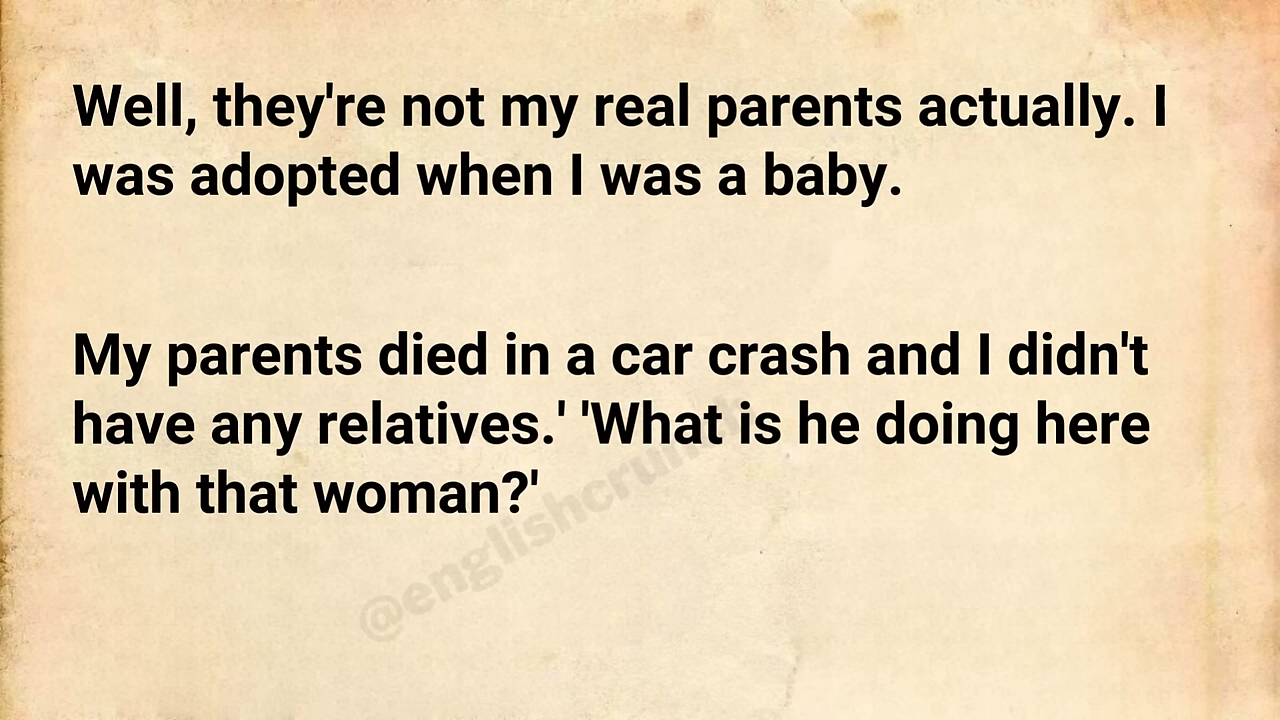 Well, they're not my real parents actually. I
was adopted when I was a baby.
My parents died in a car crash and I didn't
have any relatives.' 'What is he doing here
with that woman?'
@englishcrunch